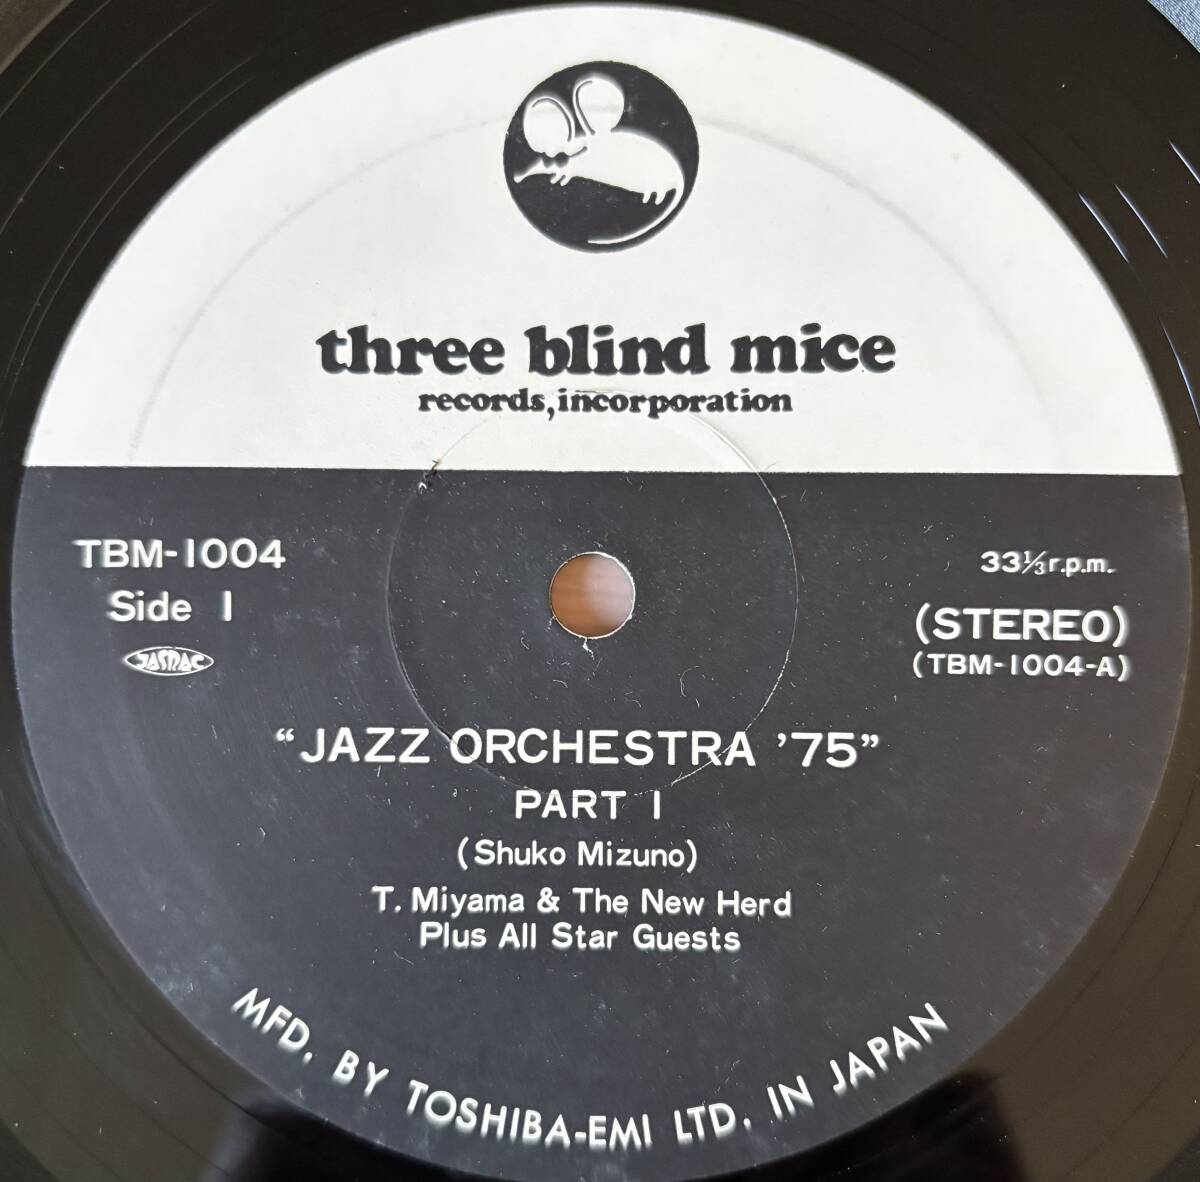 three blind mice
records, incorporation
TBM-1004
Side 1
JASRAC
33⅓ r.p.m.
(STEREO)
(TBM-1004-A)
“JAZZ ORCHESTRA ’75”
PART 1
(Shuko Mizuno)
T. Miyama & The New Herd
Plus All Star Guests
MFD. BY TOSHIBA-EMI LTD. IN JAPAN